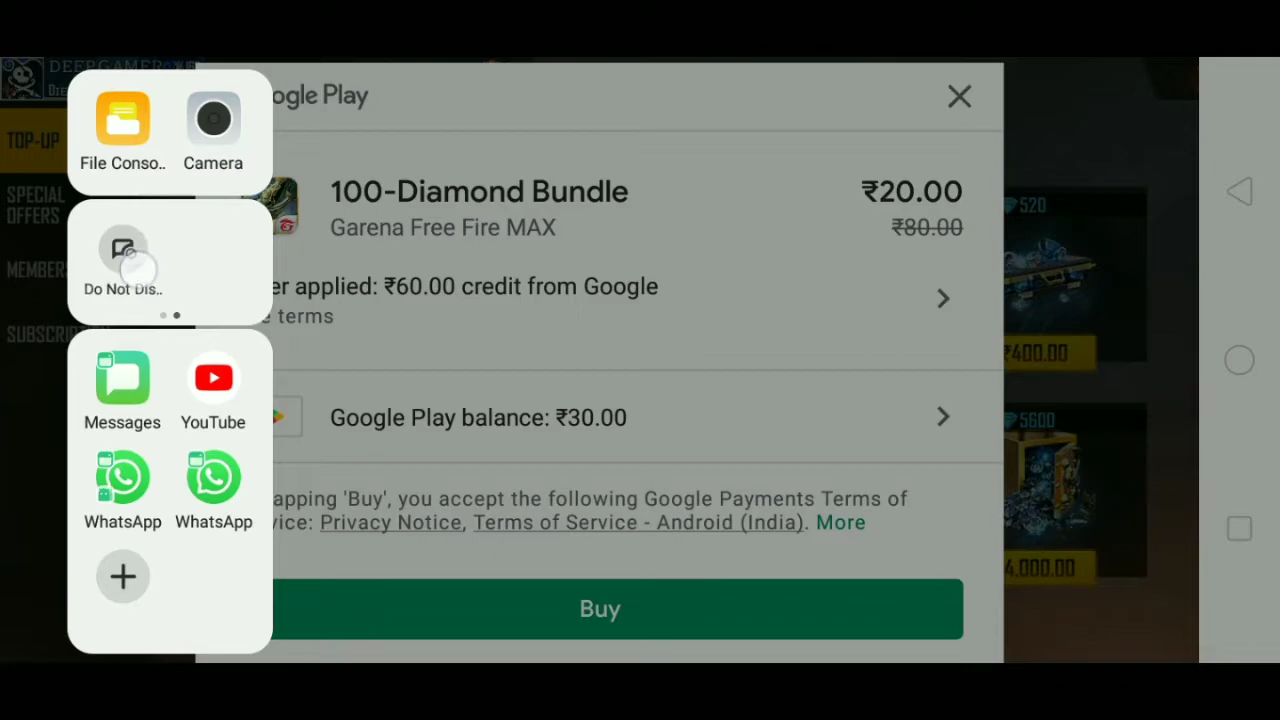 DEEPGAMER
TOP-UP
SPECIAL
OFFERS
File Conso..
Camera
Do Not Dis..
Messages
YouTube
WhatsApp
WhatsApp
ogle Play
100-Diamond Bundle
₹20.00
Garena Free Fire MAX
₹80.00
er applied: ₹60.00 credit from Google
e terms
Google Play balance: ₹30.00
apping 'Buy', you accept the following Google Payments Terms of
vice: Privacy Notice, Terms of Service - Android (India). More
Buy
520
₹400.00
5600
4,000.00